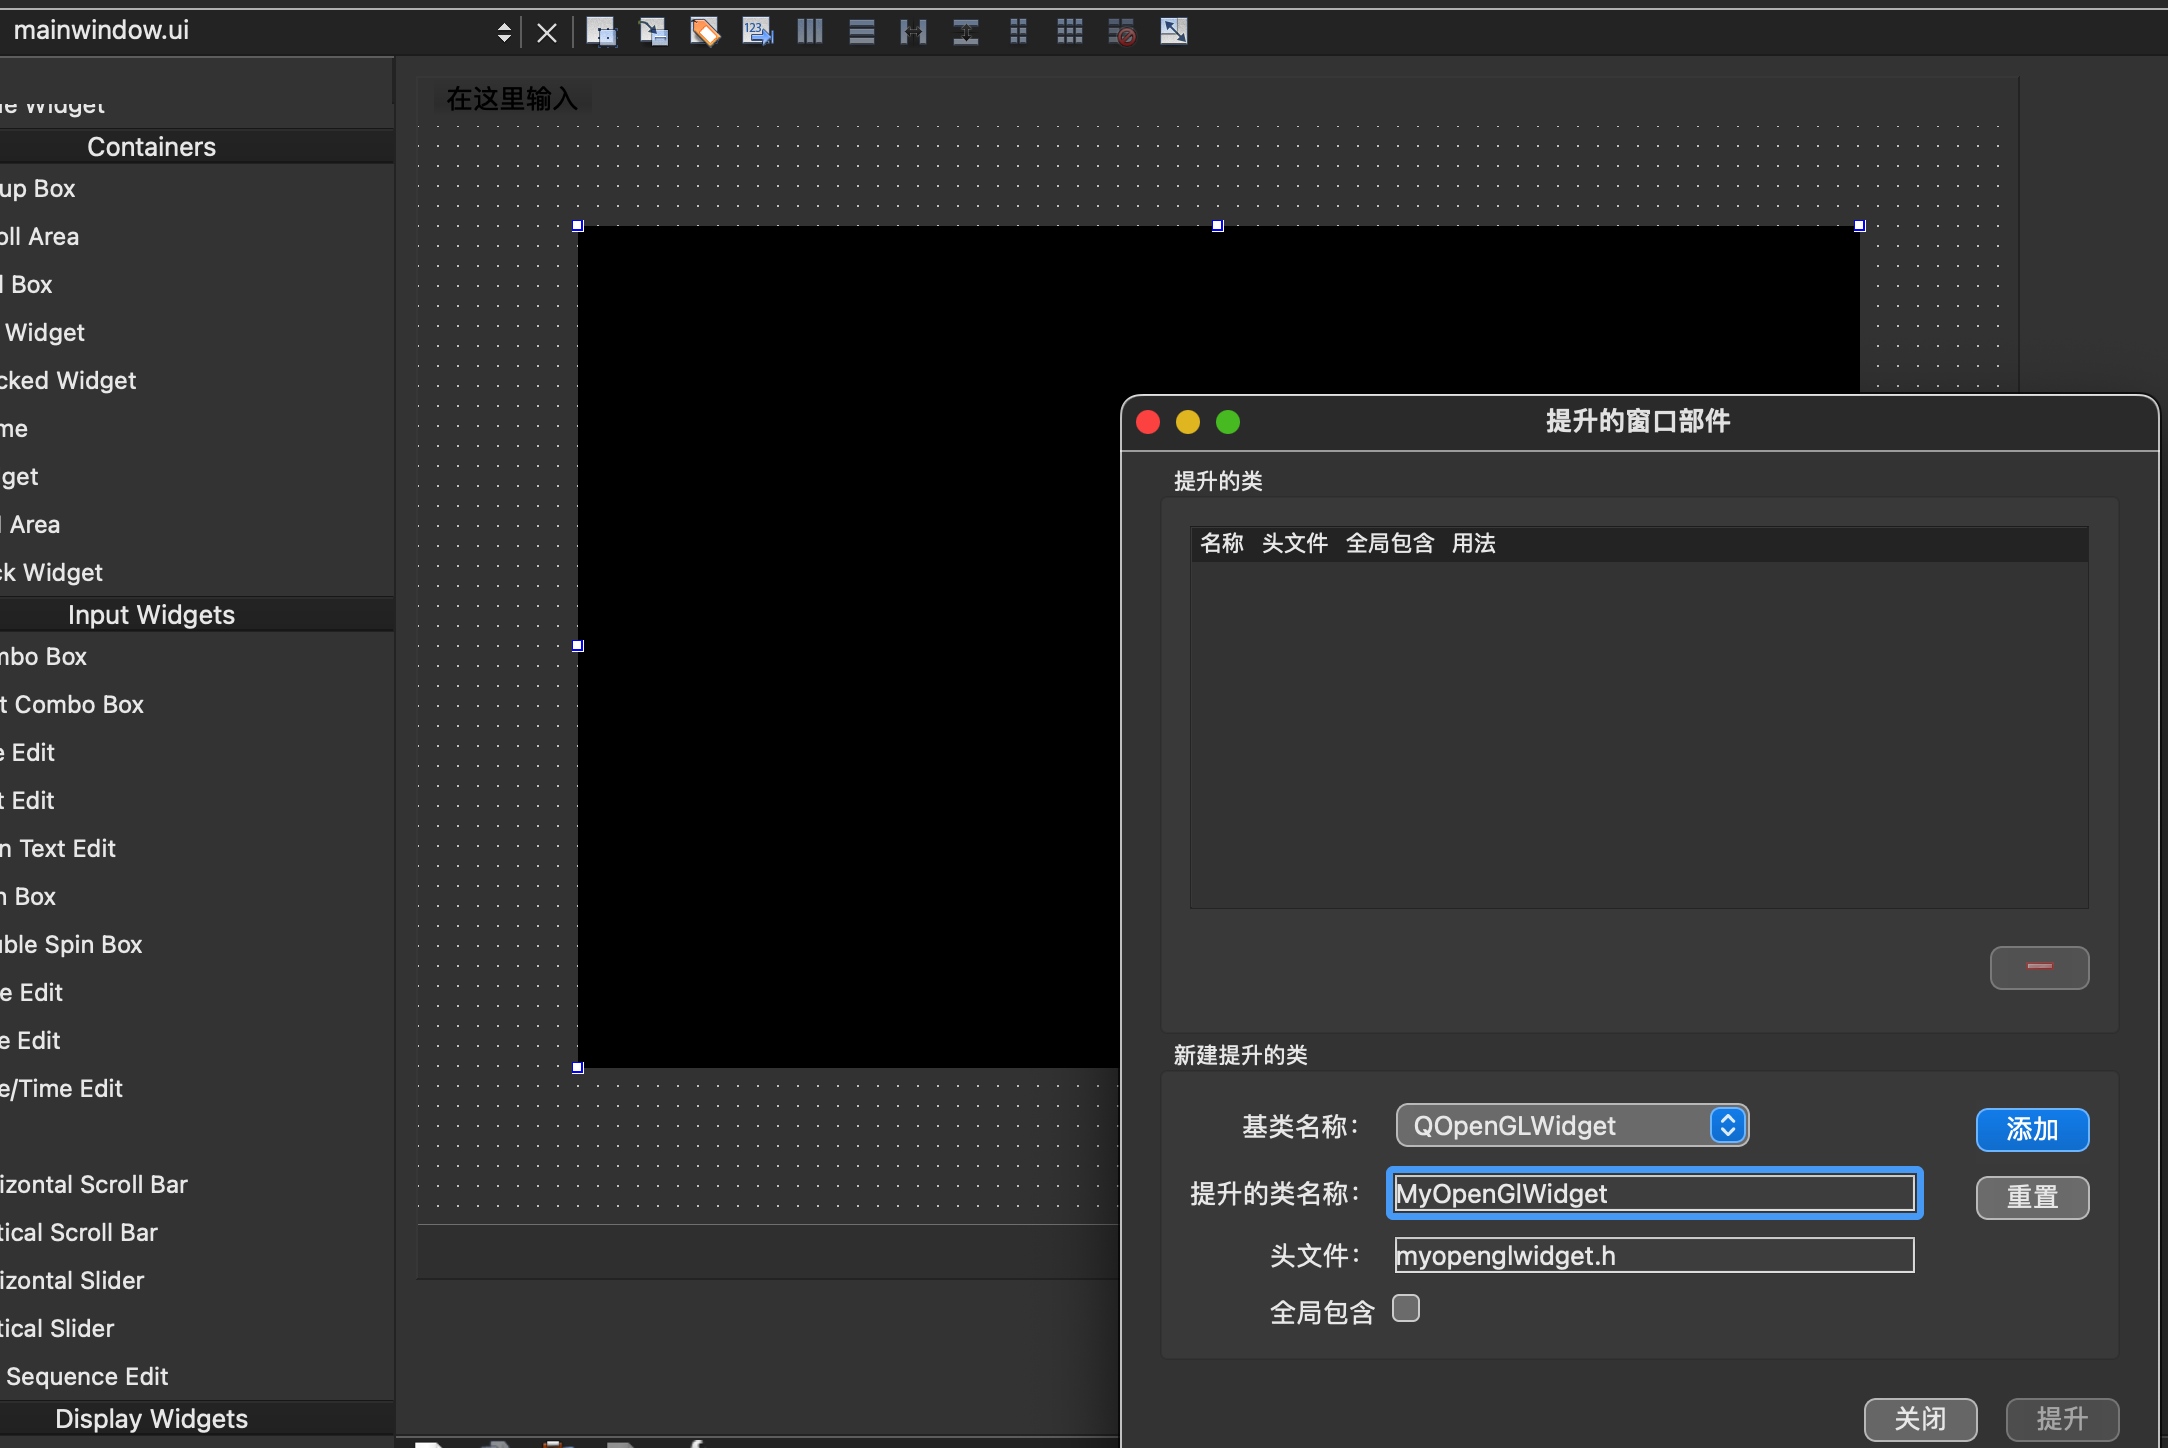 mainwindow.ui
在这里输入
Widget
Containers
up Box
oll Area
Box
Widget
cked Widget
me
get
Area
ck Widget
Input Widgets
mbo Box
t Combo Box
e Edit
t Edit
n Text Edit
n Box
uble Spin Box
e Edit
e Edit
e/Time Edit
izontal Scroll Bar
tical Scroll Bar
izontal Slider
tical Slider
Sequence Edit
Display Widgets
提升的窗口部件
提升的类
名称 头文件 全局包含 用法
新建提升的类
基类名称： QOpenGLWidget 添加
提升的类名称： MyOpenGlWidget 重置
头文件： myopenglwidget.h
全局包含
关闭 提升